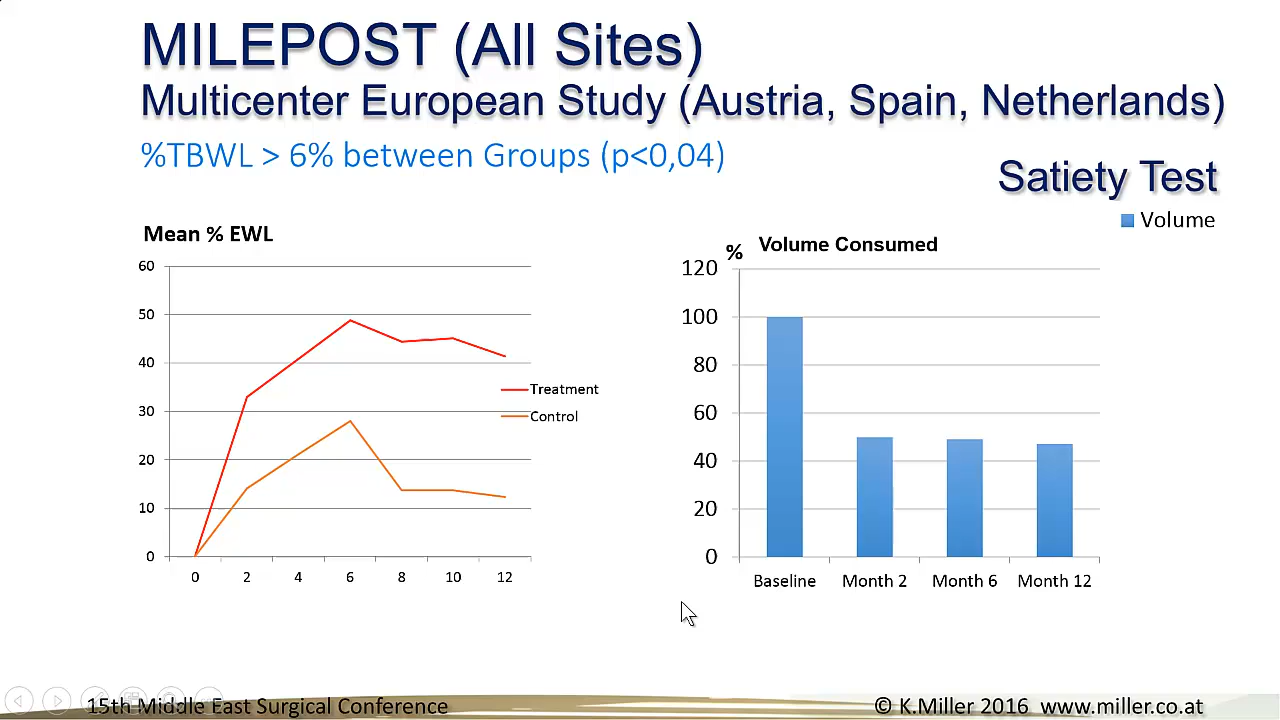 MILEPOST (All Sites)
Multicenter European Study (Austria, Spain, Netherlands)
%TBWL > 6% between Groups (p<0,04)
Satiety Test
Mean % EWL
60
50
40
30
20
10
0
0 2 4 6 8 10 12
Treatment
Control
Volume
% Volume Consumed
120
100
80
60
40
20
0
Baseline Month 2 Month 6 Month 12
15th Middle East Surgical Conference
© K.Miller 2016 www.miller.co.at